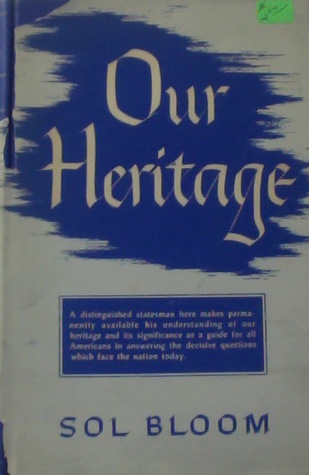 Our
Heritage
A distinguished statesman here makes perma-
nently available his understanding of our
heritage and its significance as a guide for all
Americans in answering the decisive questions
which face the nation today.
SOL BLOOM